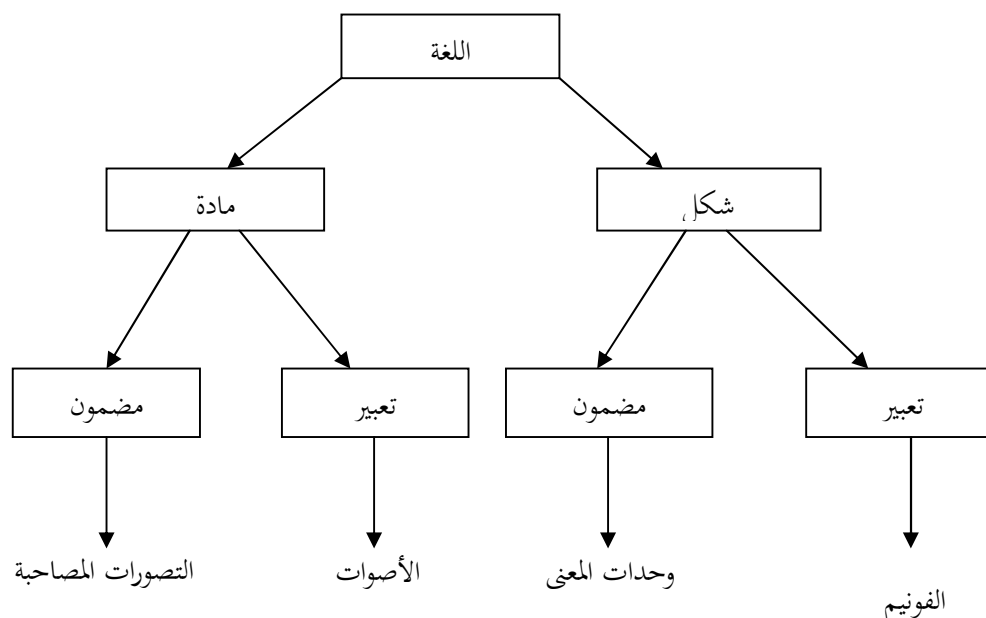 اللغة
شكل
مادة
تعبير
مضمون
تعبير
مضمون
الفونيم
وحدات المعنى
الأصوات
التصورات المصاحبة